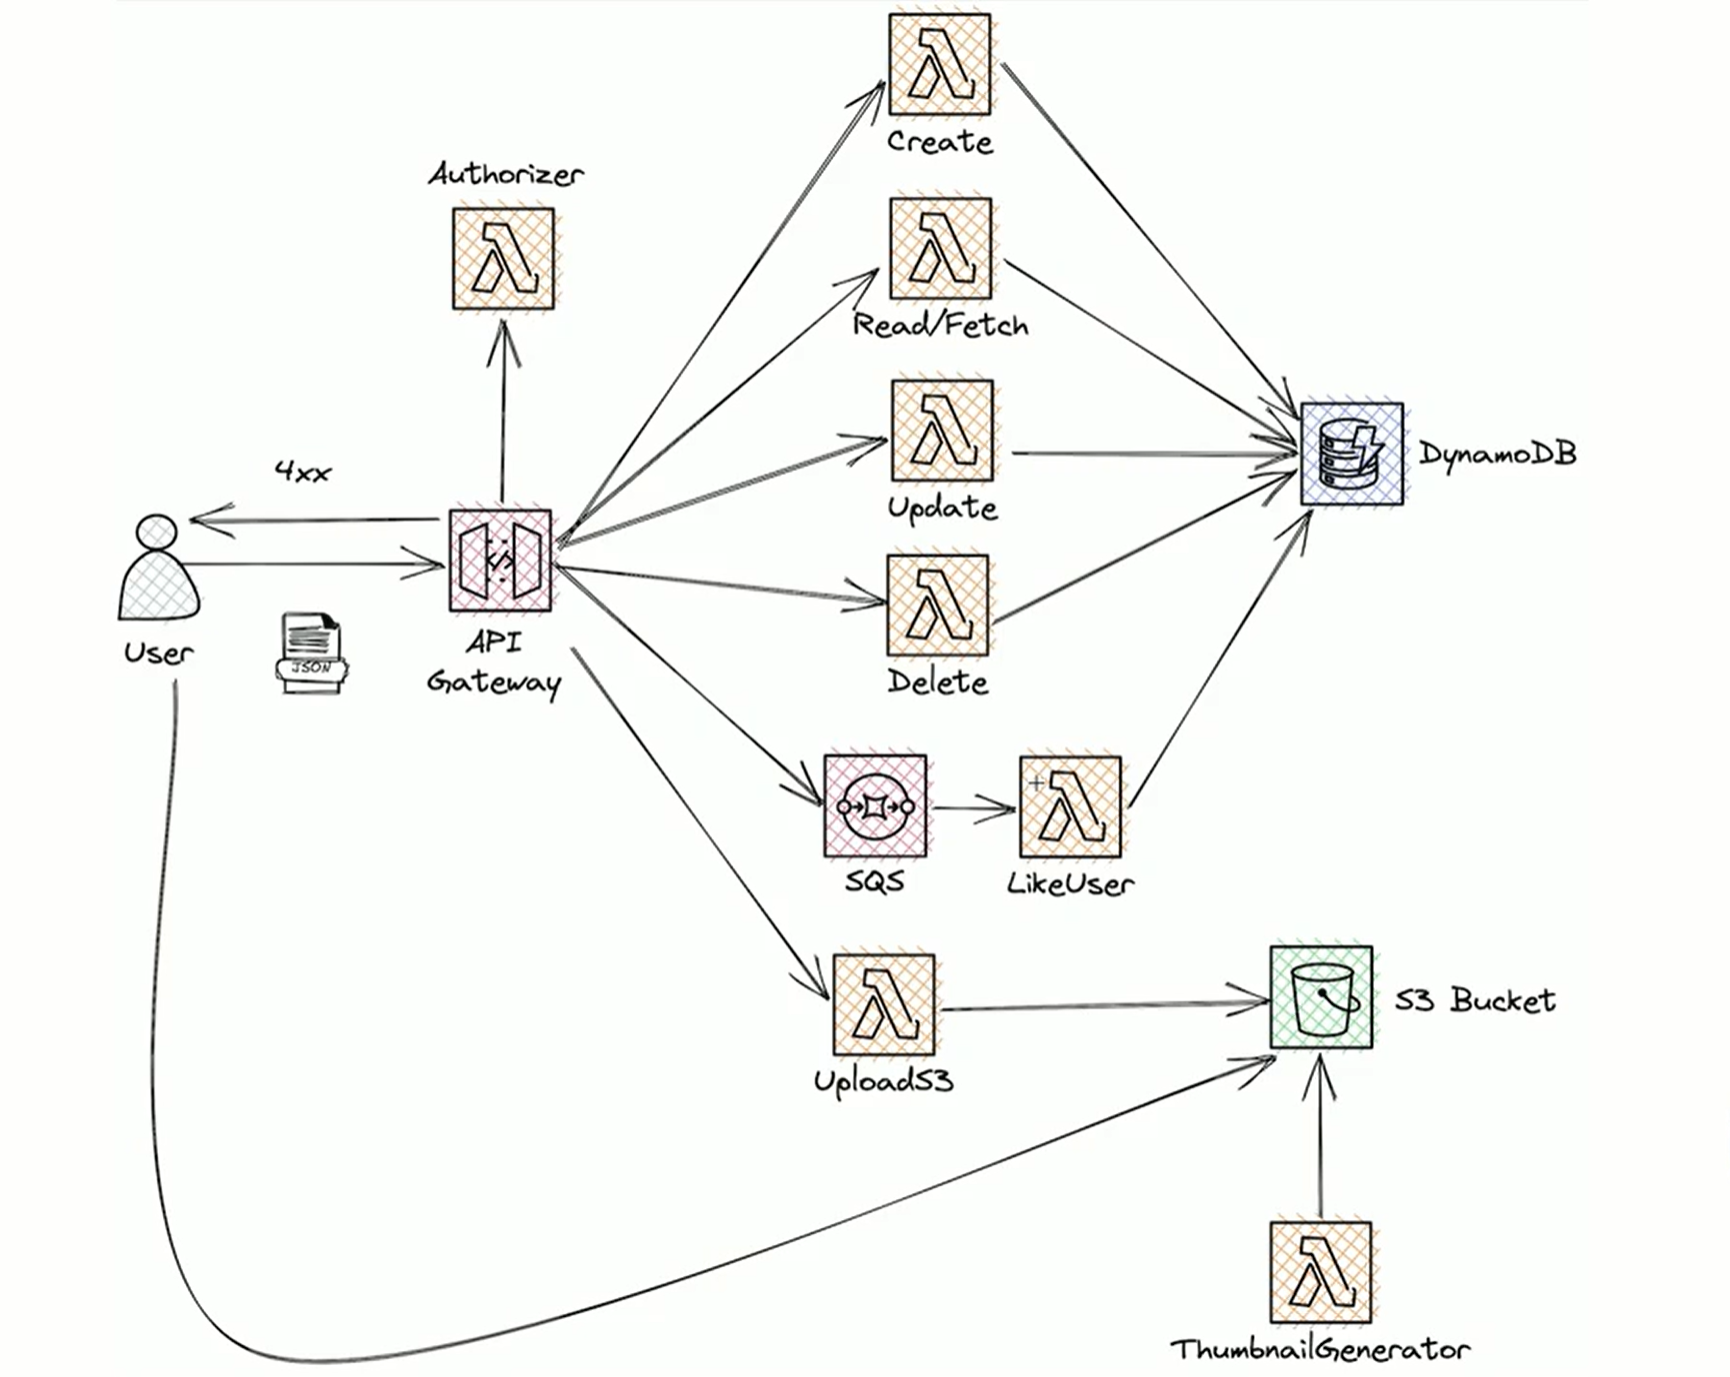 Create
Authorizer
Read/Fetch
DynamoDB
4xx
Update
</>
User
JSON
API
Gateway
Delete
SQS
LikeUser
S3 Bucket
UploadS3
ThumbnailGenerator